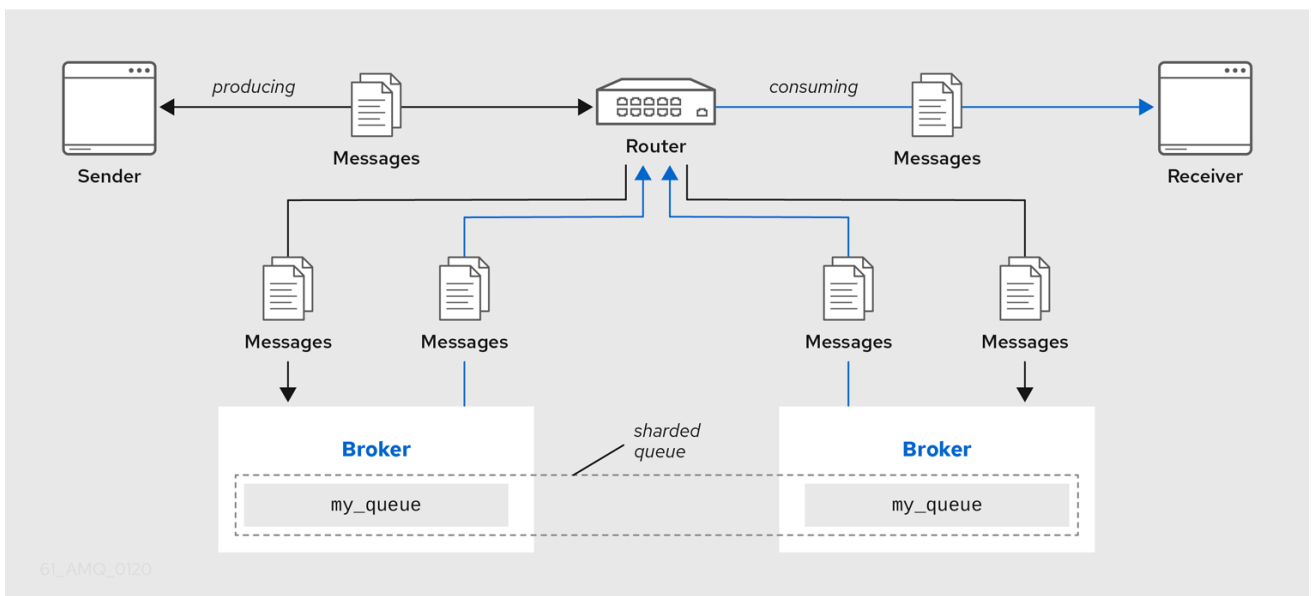 producing
consuming
Messages
Router
Messages
Sender
Receiver
Messages
Messages
Messages
Messages
sharded
queue
Broker
Broker
my_queue
my_queue
61_AMQ_0120